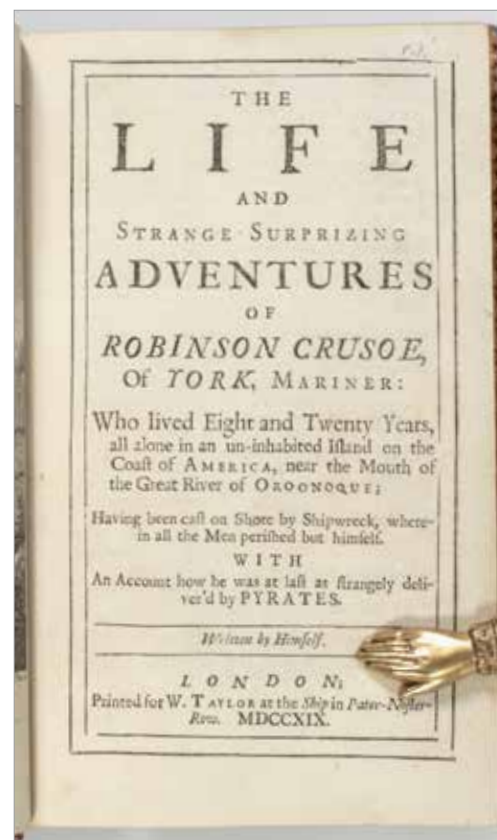 THE
LIFE
AND
STRANGE SURPRIZING
ADVENTURES
OF
ROBINSON CRUSOE,
Of YORK, MARINER:
Who lived Eight and Twenty Years,
all alone in an un-inhabited Iſland on the
Coaſt of AMERICA, near the Mouth of
the Great River of OROONOQUE;
Having been caſt on Shore by Shipwreck, where-
in all the Men periſhed but himſelf.
WITH
An Account how he was at laſt as ſtrangely deli-
ver'd by PYRATES.
Written by Himſelf.
LONDON;
Printed for W. TAYLOR at the Ship in Pater-Noſter-
Row. MDCCXIX.